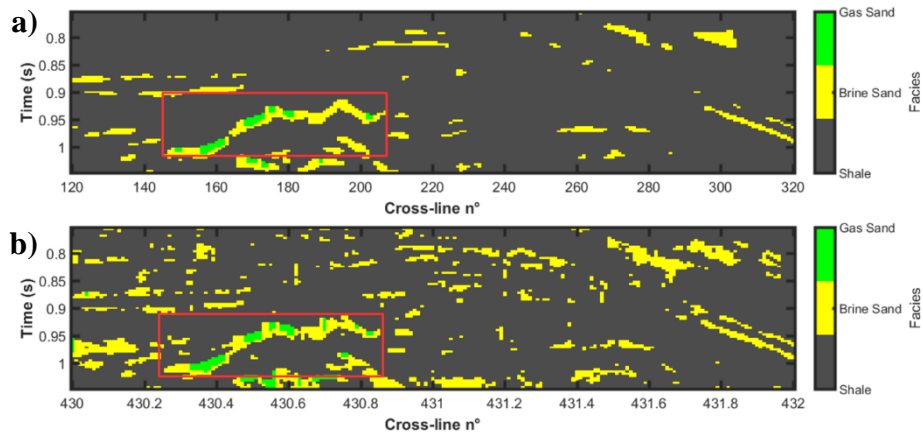 a)
Gas Sand
0.8
0.85
Time (s)
0.9
Brine Sand
Facies
0.95
1
Shale
120 140 160 180 200 220 240 260 280 300 320
Cross-line n°
b)
Gas Sand
0.8
0.85
Time (s)
0.9
Brine Sand
Facies
0.95
1
Shale
430 430.2 430.4 430.6 430.8 431 431.2 431.4 431.6 431.8 432
Cross-line n°